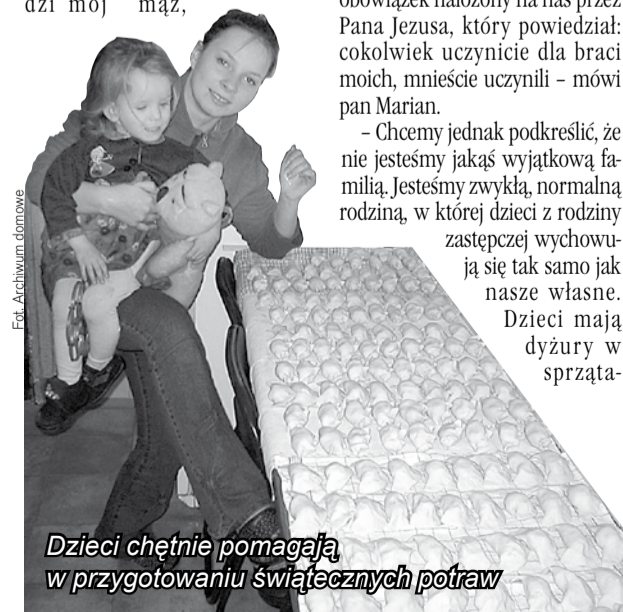 dzi mój mąż,
obowiązek nałożony na nas przez
Pana Jezusa, który powiedział:
cokolwiek uczynicie dla braci
moich, mnieście uczynili – mówi
pan Marian.
– Chcemy jednak podkreślić, że
nie jesteśmy jakąś wyjątkową fa-
milią. Jesteśmy zwykłą, normalną
rodziną, w której dzieci z rodziny
zastępczej wychowu-
ją się tak samo jak
nasze własne.
Dzieci mają
dyżury w
sprząta-
Fot. Archiwum domowe
Dzieci chętnie pomagają
w przygotowaniu świątecznych potraw